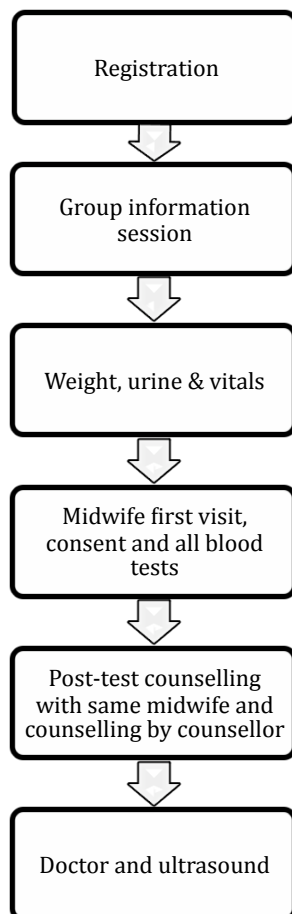 Registration
Group information
session
Weight, urine & vitals
Midwife first visit,
consent and all blood
tests
Post-test counselling
with same midwife and
counselling by counsellor
Doctor and ultrasound